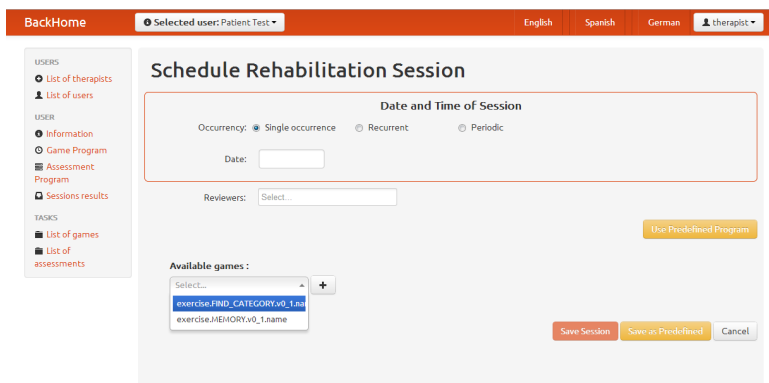 BackHome
Selected user: Patient Test
English
Spanish
German
therapist
USERS
List of therapists
List of users
USER
Information
Game Program
Assessment
Program
Sessions results
TASKS
List of games
List of
assessments
Schedule Rehabilitation Session
Date and Time of Session
Occurrency: Single occurrence Recurrent Periodic
Date:
Reviewers: Select...
Use Predefined Program
Available games :
Select...
exercise.FIND_CATEGORY.v0_1.na
exercise.MEMORY.v0_1.name
Save Session Save as Predefined Cancel